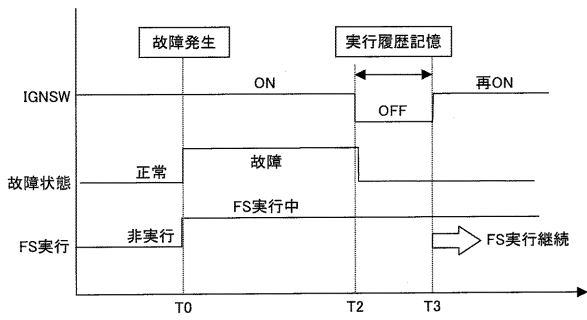 故障発生
実行履歴記憶
IGNSW
ON
OFF
再ON
故障状態
正常
故障
FS実行
非実行
FS実行中
FS実行継続
T0
T2
T3